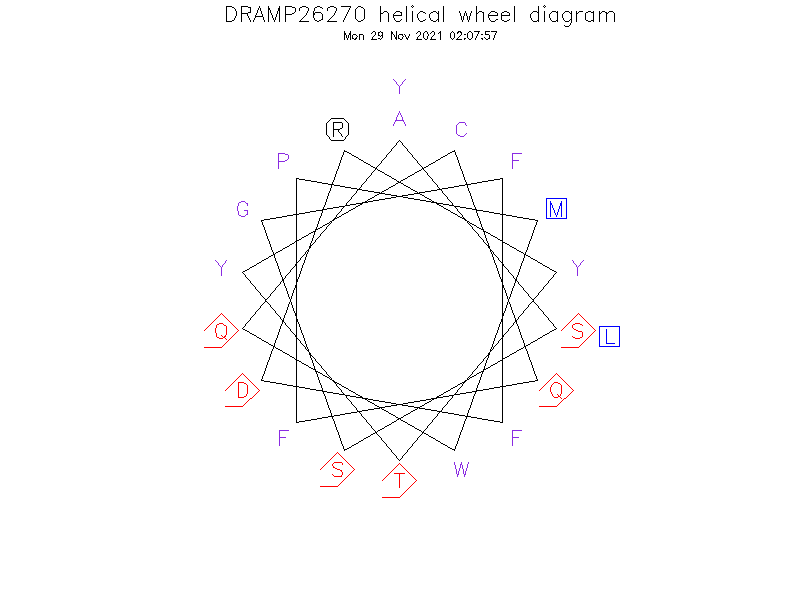 DRAMP26270 helical wheel diagram
Mon 29 Nov 2021 02:07:57
Y
A
R
C
P
F
G
M
Y
Y
Q
S
L
D
Q
F
F
S
W
T